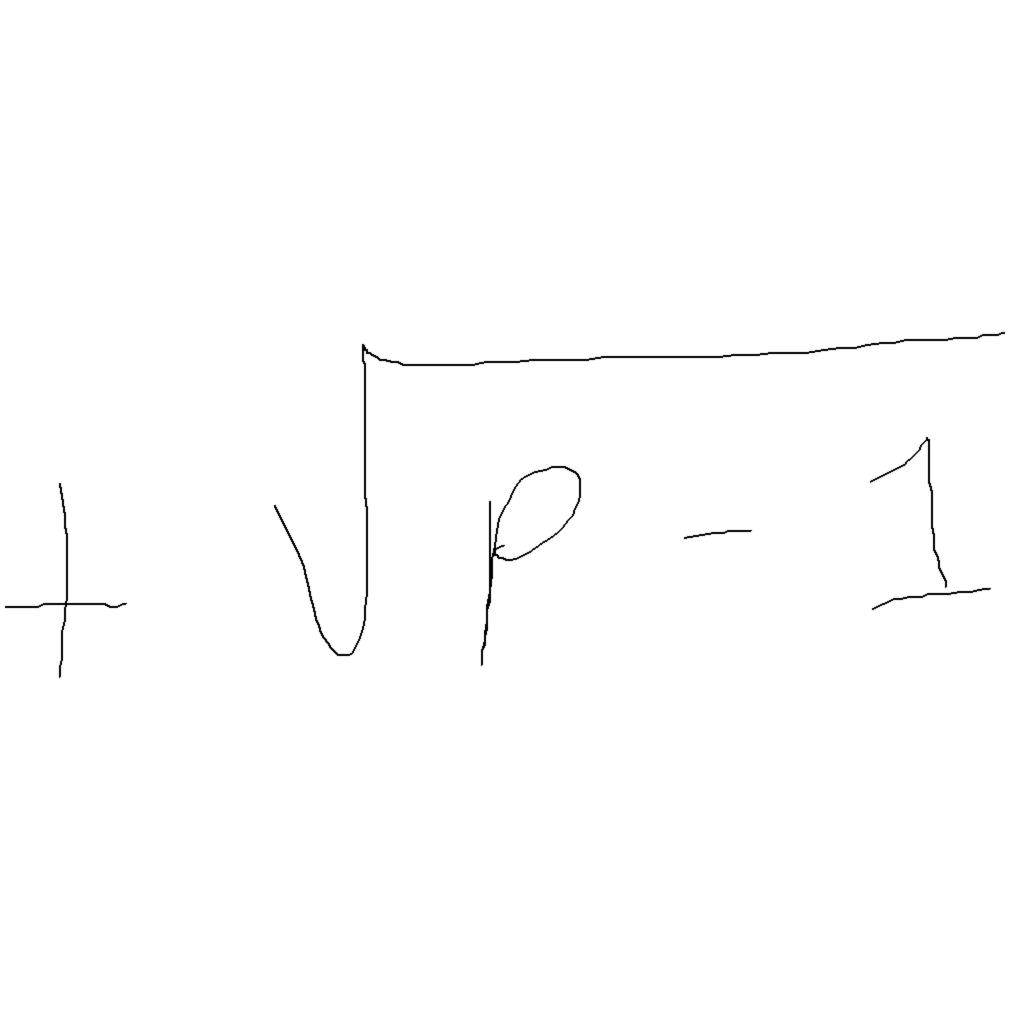 + √(p - 1)